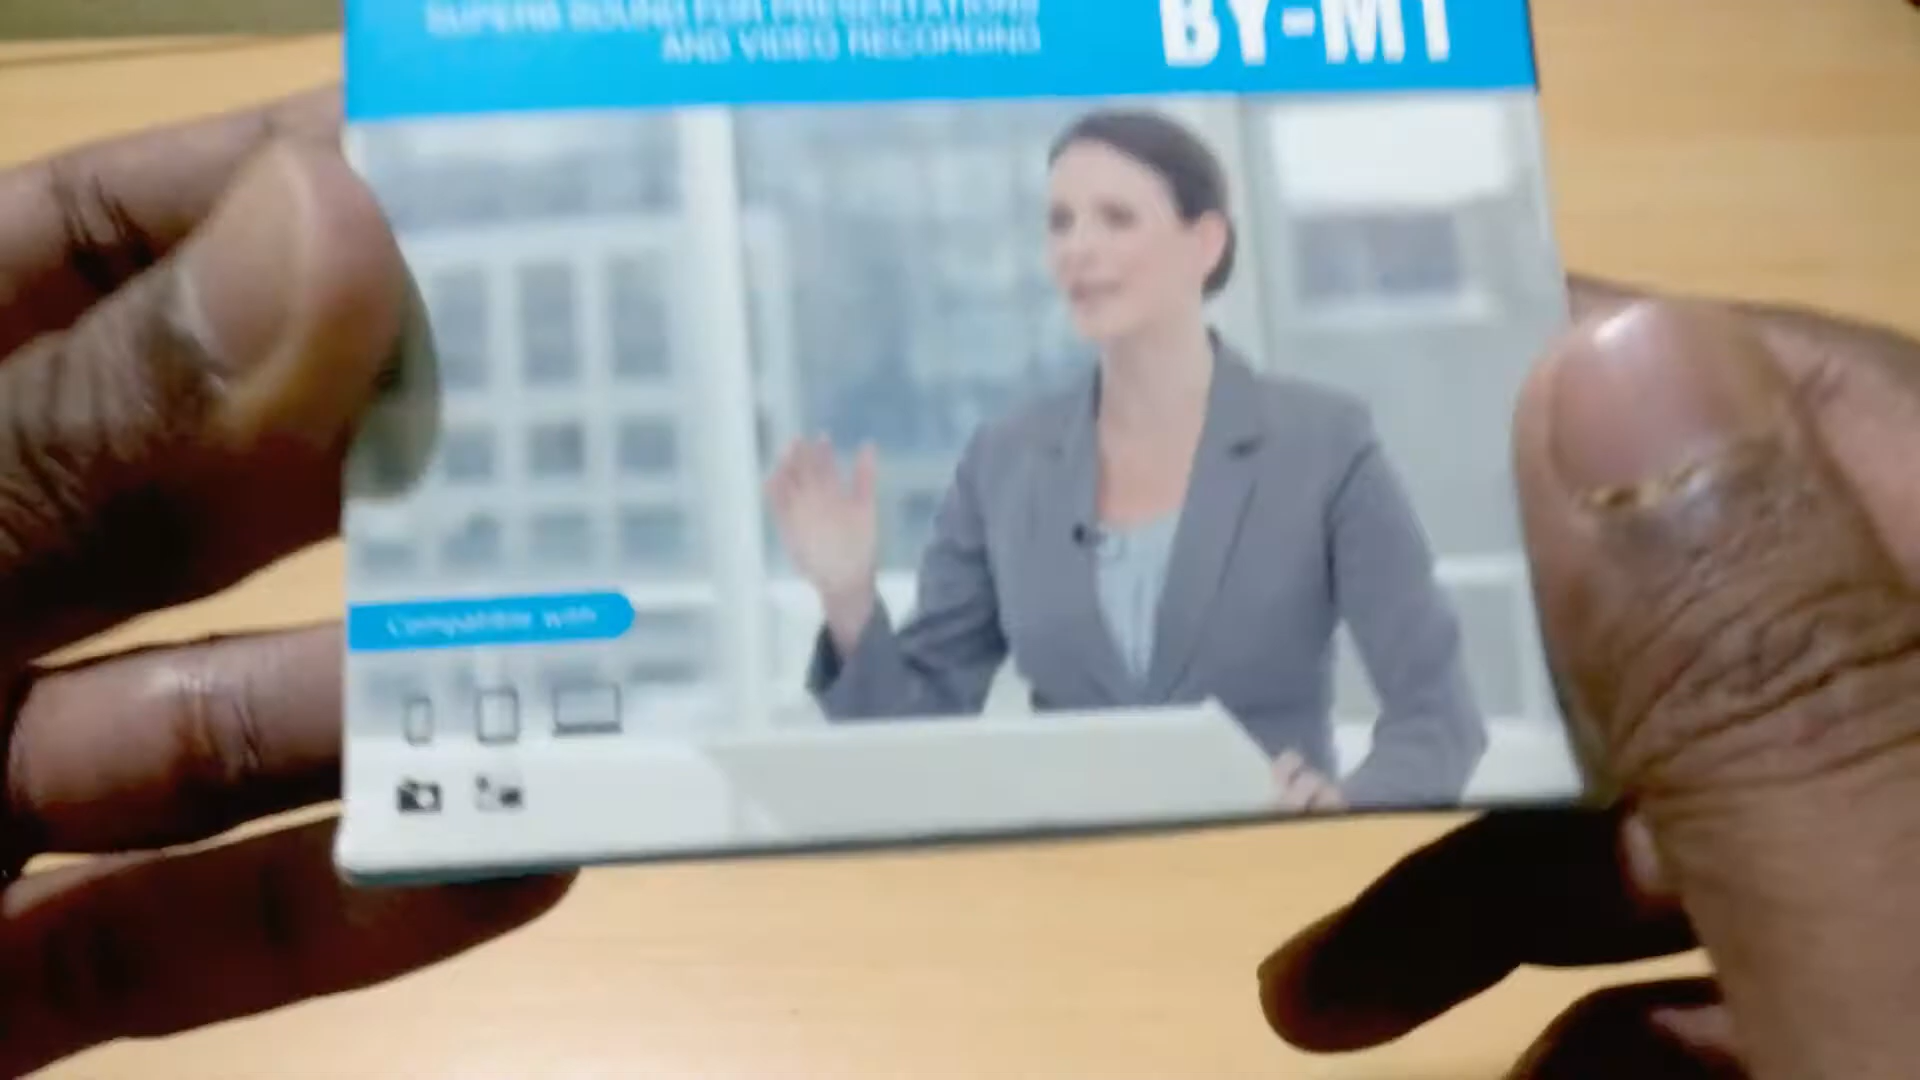 SUPERB SOUND FOR PRESENTATIONS
AND VIDEO RECORDING
BY-M1
Compatible with